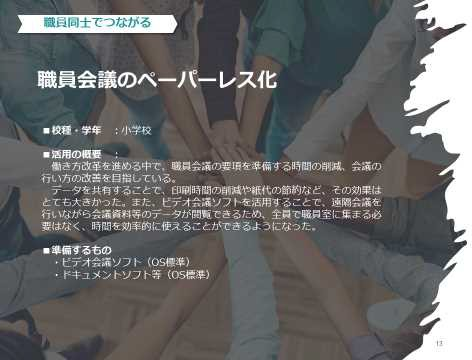 職員同士でつながる
職員会議のペーパーレス化
■校種・学年　：小学校
■活用の概要　：
　働き方改革を進める中で、職員会議の要項を準備する時間の削減、会議の
行い方の改善を目指している。
　データを共有することで、印刷時間の削減や紙代の節約など、その効果は
とても大きかった。また、ビデオ会議ソフトを活用することで、遠隔会議を
行いながら会議資料等のデータが閲覧できるため、全員で職員室に集まる必
要はなく、時間を効率的に使えることができるようになった。
■準備するもの
・ビデオ会議ソフト（OS標準）
・ドキュメントソフト等（OS標準）
13